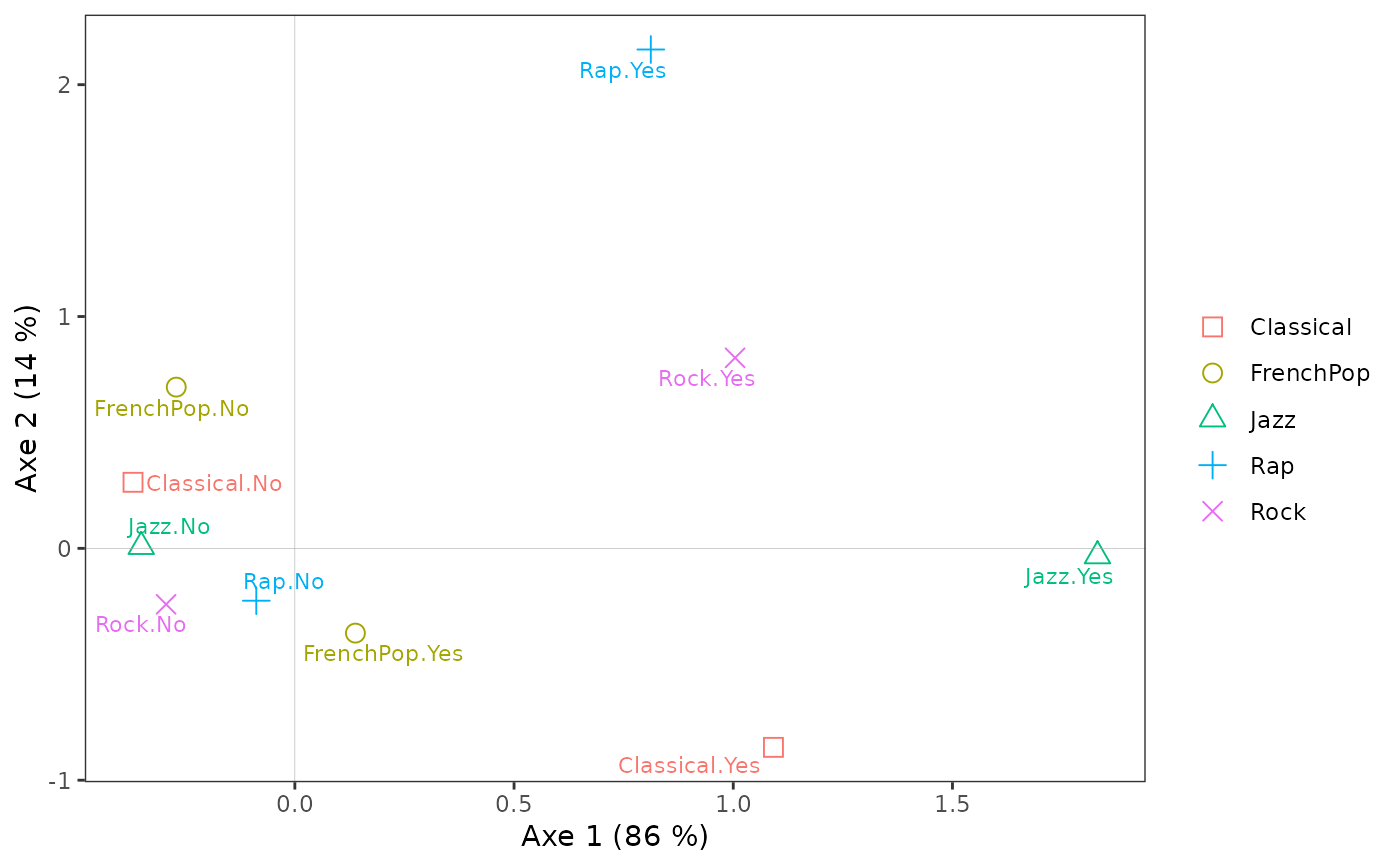 2
1
0
-1
Axe 2 (14 %)
Rap.Yes
Rock.Yes
FrenchPop.No
Classical.No
Jazz.No
Jazz.Yes
Rap.No
Rock.No
FrenchPop.Yes
Classical.Yes
0.0
0.5
1.0
1.5
Axe 1 (86 %)
Classical
FrenchPop
Jazz
Rap
Rock